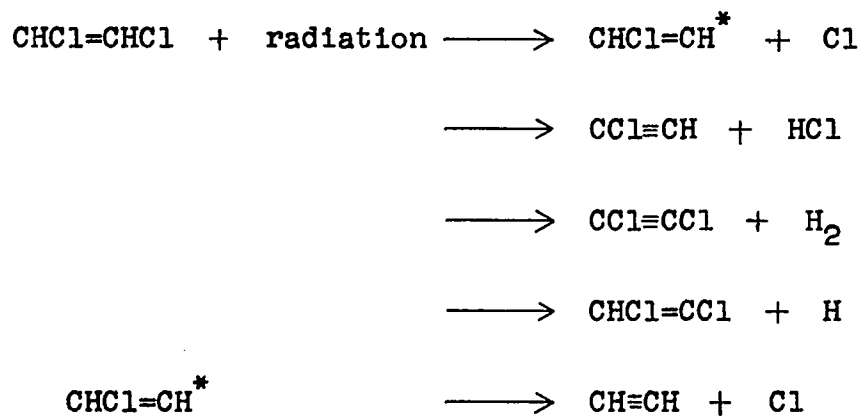 CHCl=CHCl + radiation ⟶ CHCl=CH* + Cl
⟶ CCl≡CH + HCl
⟶ CCl≡CCl + H₂
⟶ CHCl=CCl + H
CHCl=CH* ⟶ CH≡CH + Cl